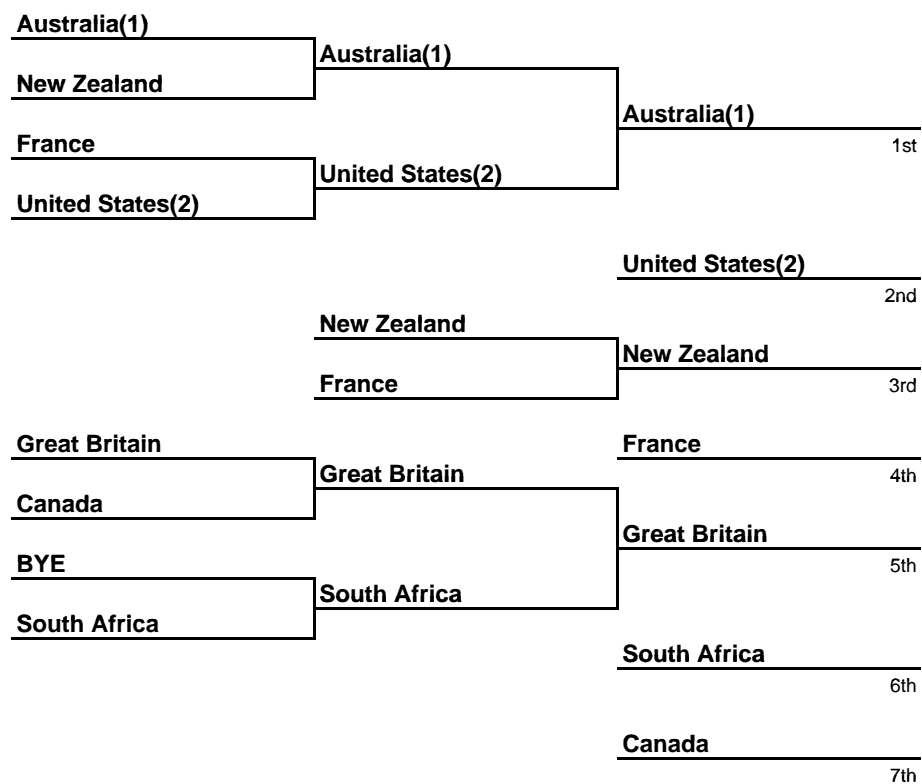 Australia(1)
Australia(1)
New Zealand
Australia(1)
1st
France
United States(2)
United States(2)
United States(2)
2nd
New Zealand
New Zealand
France
3rd
Great Britain
France
Great Britain
4th
Canada
Great Britain
BYE
5th
South Africa
South Africa
South Africa
6th
Canada
7th